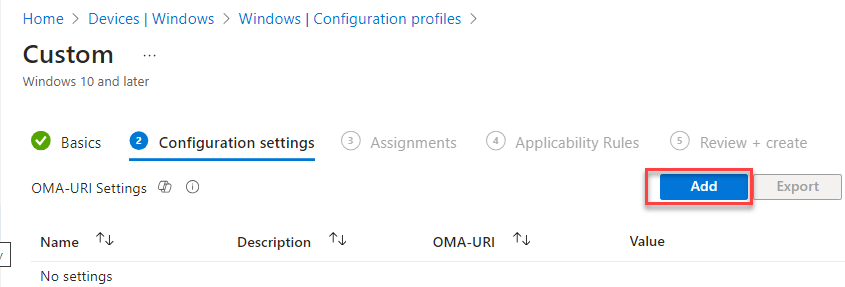 Home > Devices | Windows > Windows | Configuration profiles >
Custom ...
Windows 10 and later
Basics 2 Configuration settings 3 Assignments 4 Applicability Rules 5 Review + create
OMA-URI Settings Add Export
Name ↑↓ Description ↑↓ OMA-URI ↑↓ Value
No settings